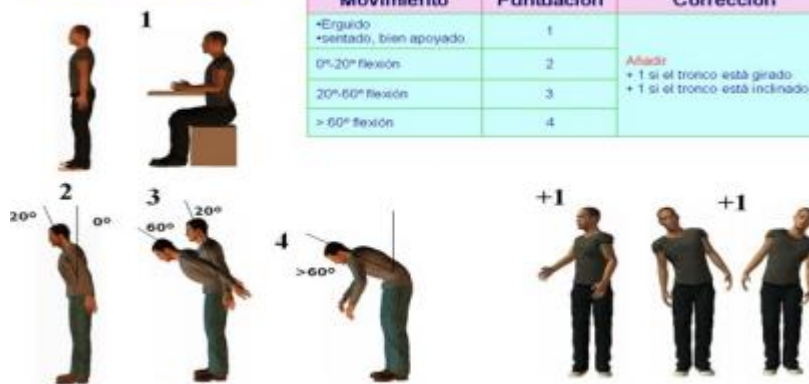 Movimiento Puntuación Corrección
•Erguido
•sentado, bien apoyado
1
0º-20º flexión 2
20º-60º flexión 3
> 60º flexión 4
Añadir
+ 1 si el tronco está girado
+ 1 si el tronco está inclinado
1
2
20º
0º
3
60º
20º
4
>60º
+1
+1